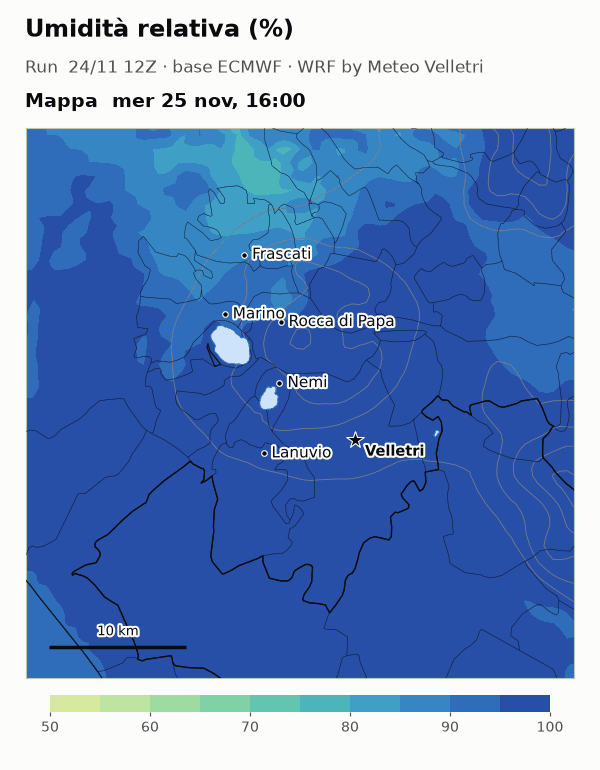 Umidità relativa (%)
Run  24/11 12Z · base ECMWF · WRF by Meteo Velletri
Mappa  mer 25 nov, 16:00
Frascati
Marino
Rocca di Papa
Nemi
Velletri
Lanuvio
10 km
50 60 70 80 90 100